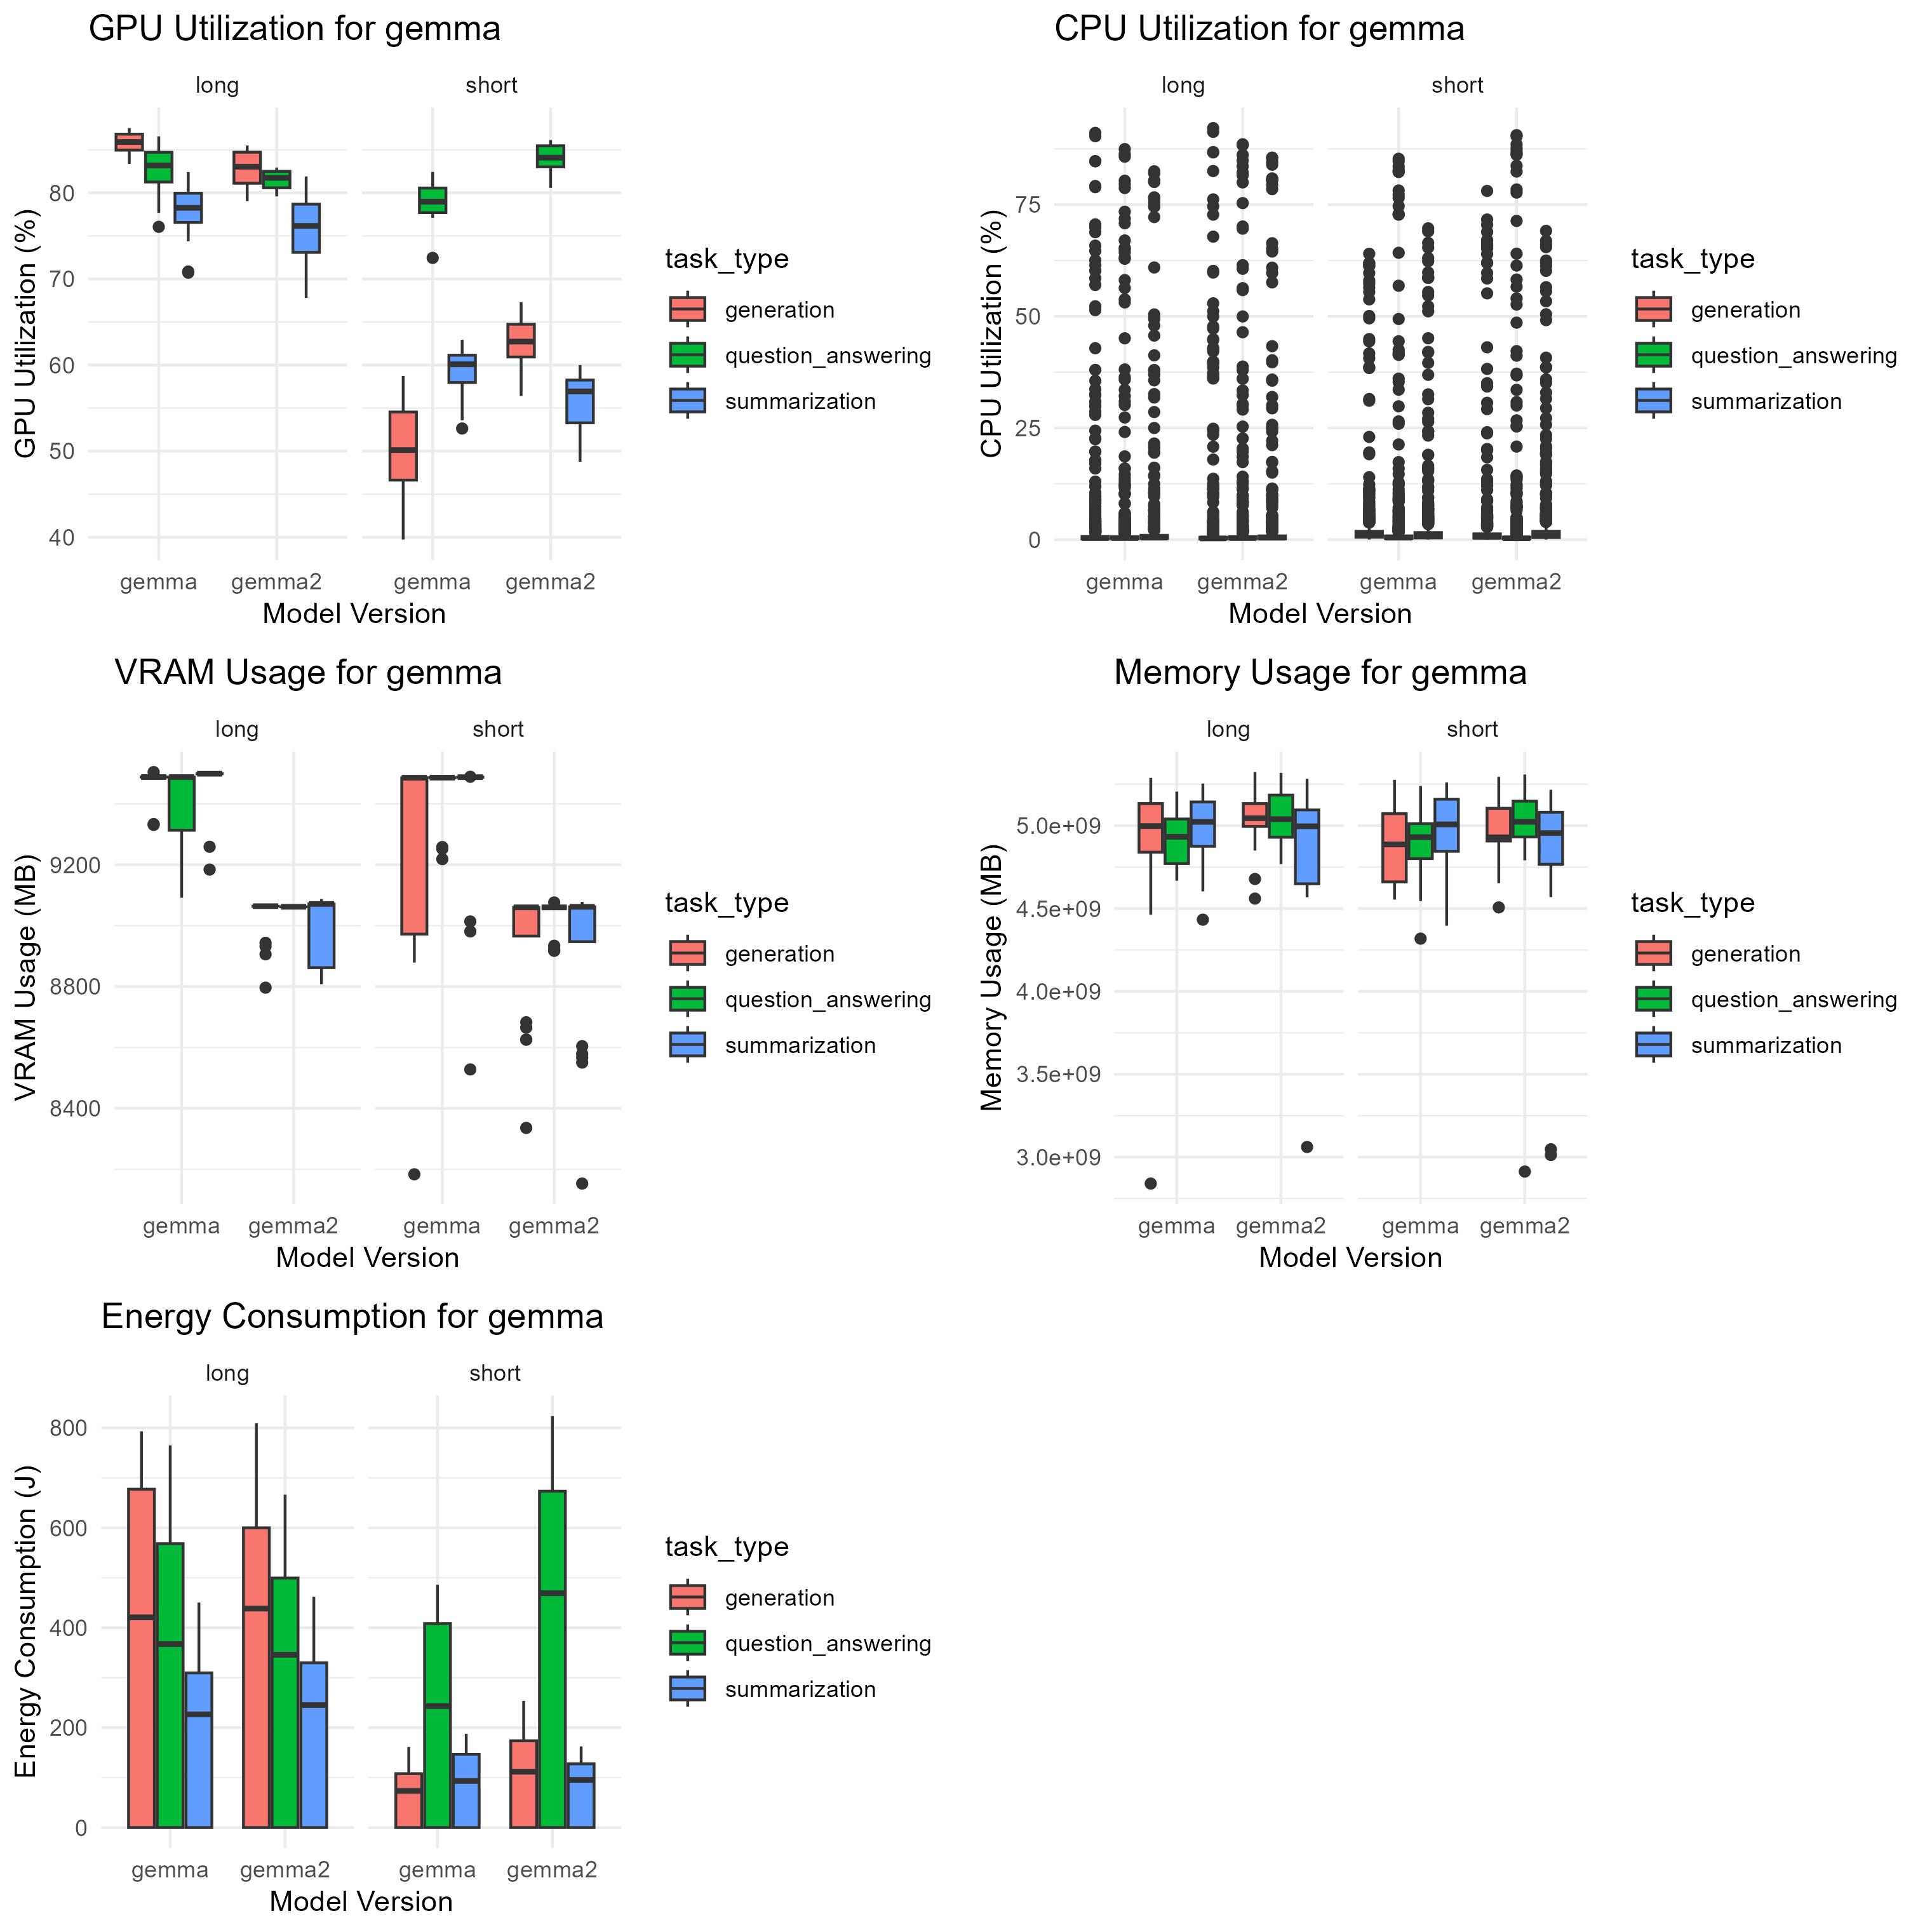 GPU Utilization for gemma
long
short
GPU Utilization (%)
80
70
60
50
40
gemma
gemma2
gemma
gemma2
Model Version
task_type
generation
question_answering
summarization
CPU Utilization for gemma
long
short
CPU Utilization (%)
75
50
25
0
gemma
gemma2
gemma
gemma2
Model Version
task_type
generation
question_answering
summarization
VRAM Usage for gemma
long
short
VRAM Usage (MB)
9200
8800
8400
gemma
gemma2
gemma
gemma2
Model Version
task_type
generation
question_answering
summarization
Memory Usage for gemma
long
short
Memory Usage (MB)
5.0e+09
4.5e+09
4.0e+09
3.5e+09
3.0e+09
gemma
gemma2
gemma
gemma2
Model Version
task_type
generation
question_answering
summarization
Energy Consumption for gemma
long
short
Energy Consumption (J)
800
600
400
200
0
gemma
gemma2
gemma
gemma2
Model Version
task_type
generation
question_answering
summarization